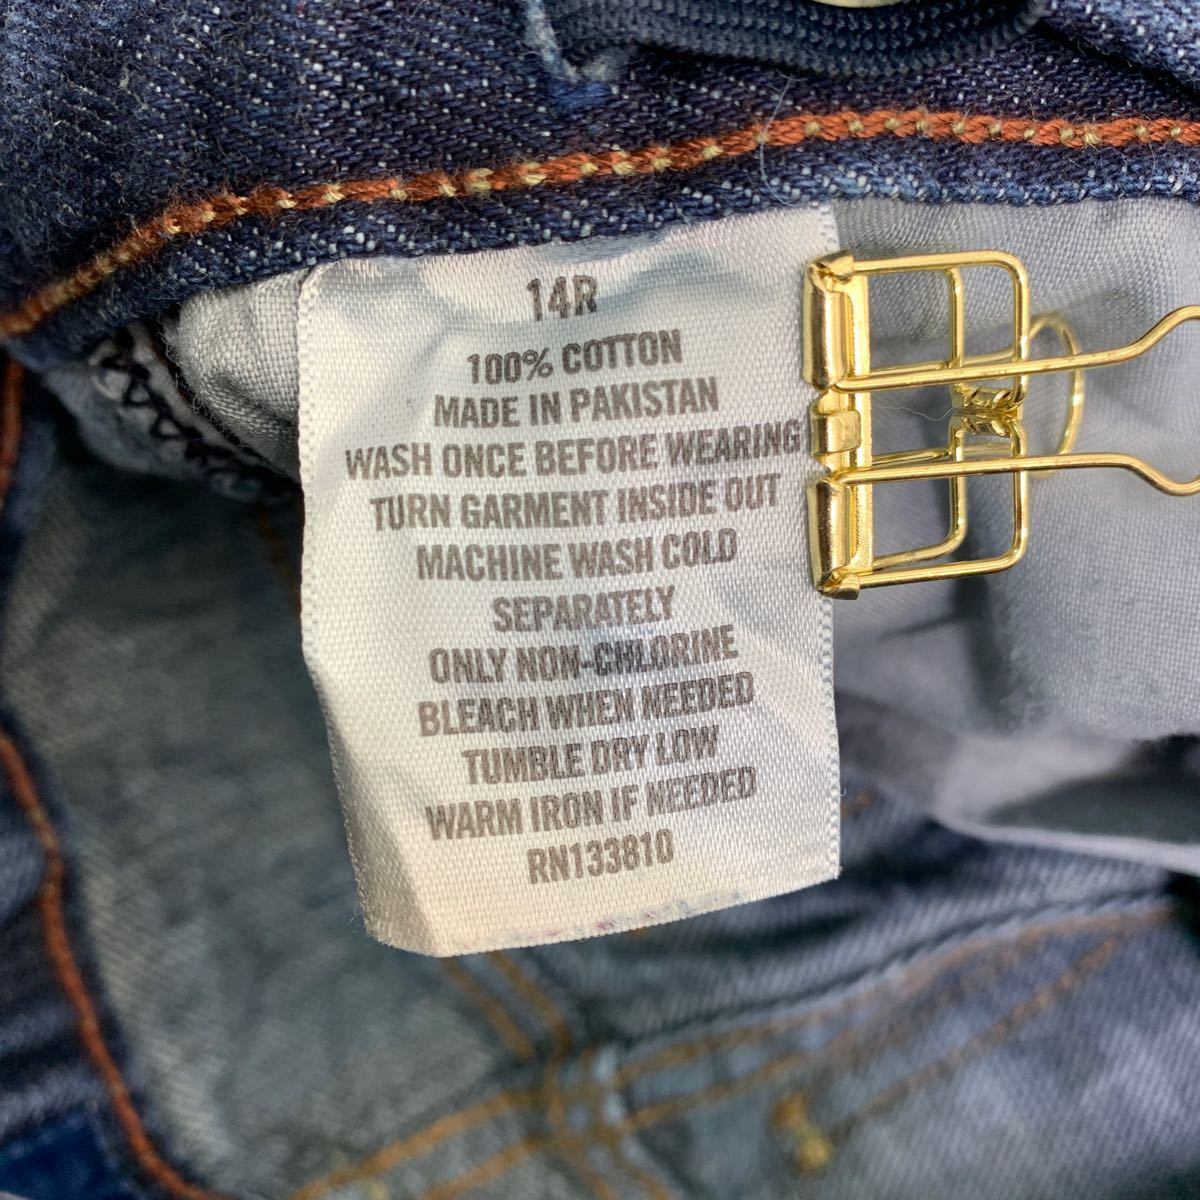 14R
100% COTTON
MADE IN PAKISTAN
WASH ONCE BEFORE WEARING
TURN GARMENT INSIDE OUT
MACHINE WASH COLD
SEPARATELY
ONLY NON-CHLORINE
BLEACH WHEN NEEDED
TUMBLE DRY LOW
WARM IRON IF NEEDED
RN133810